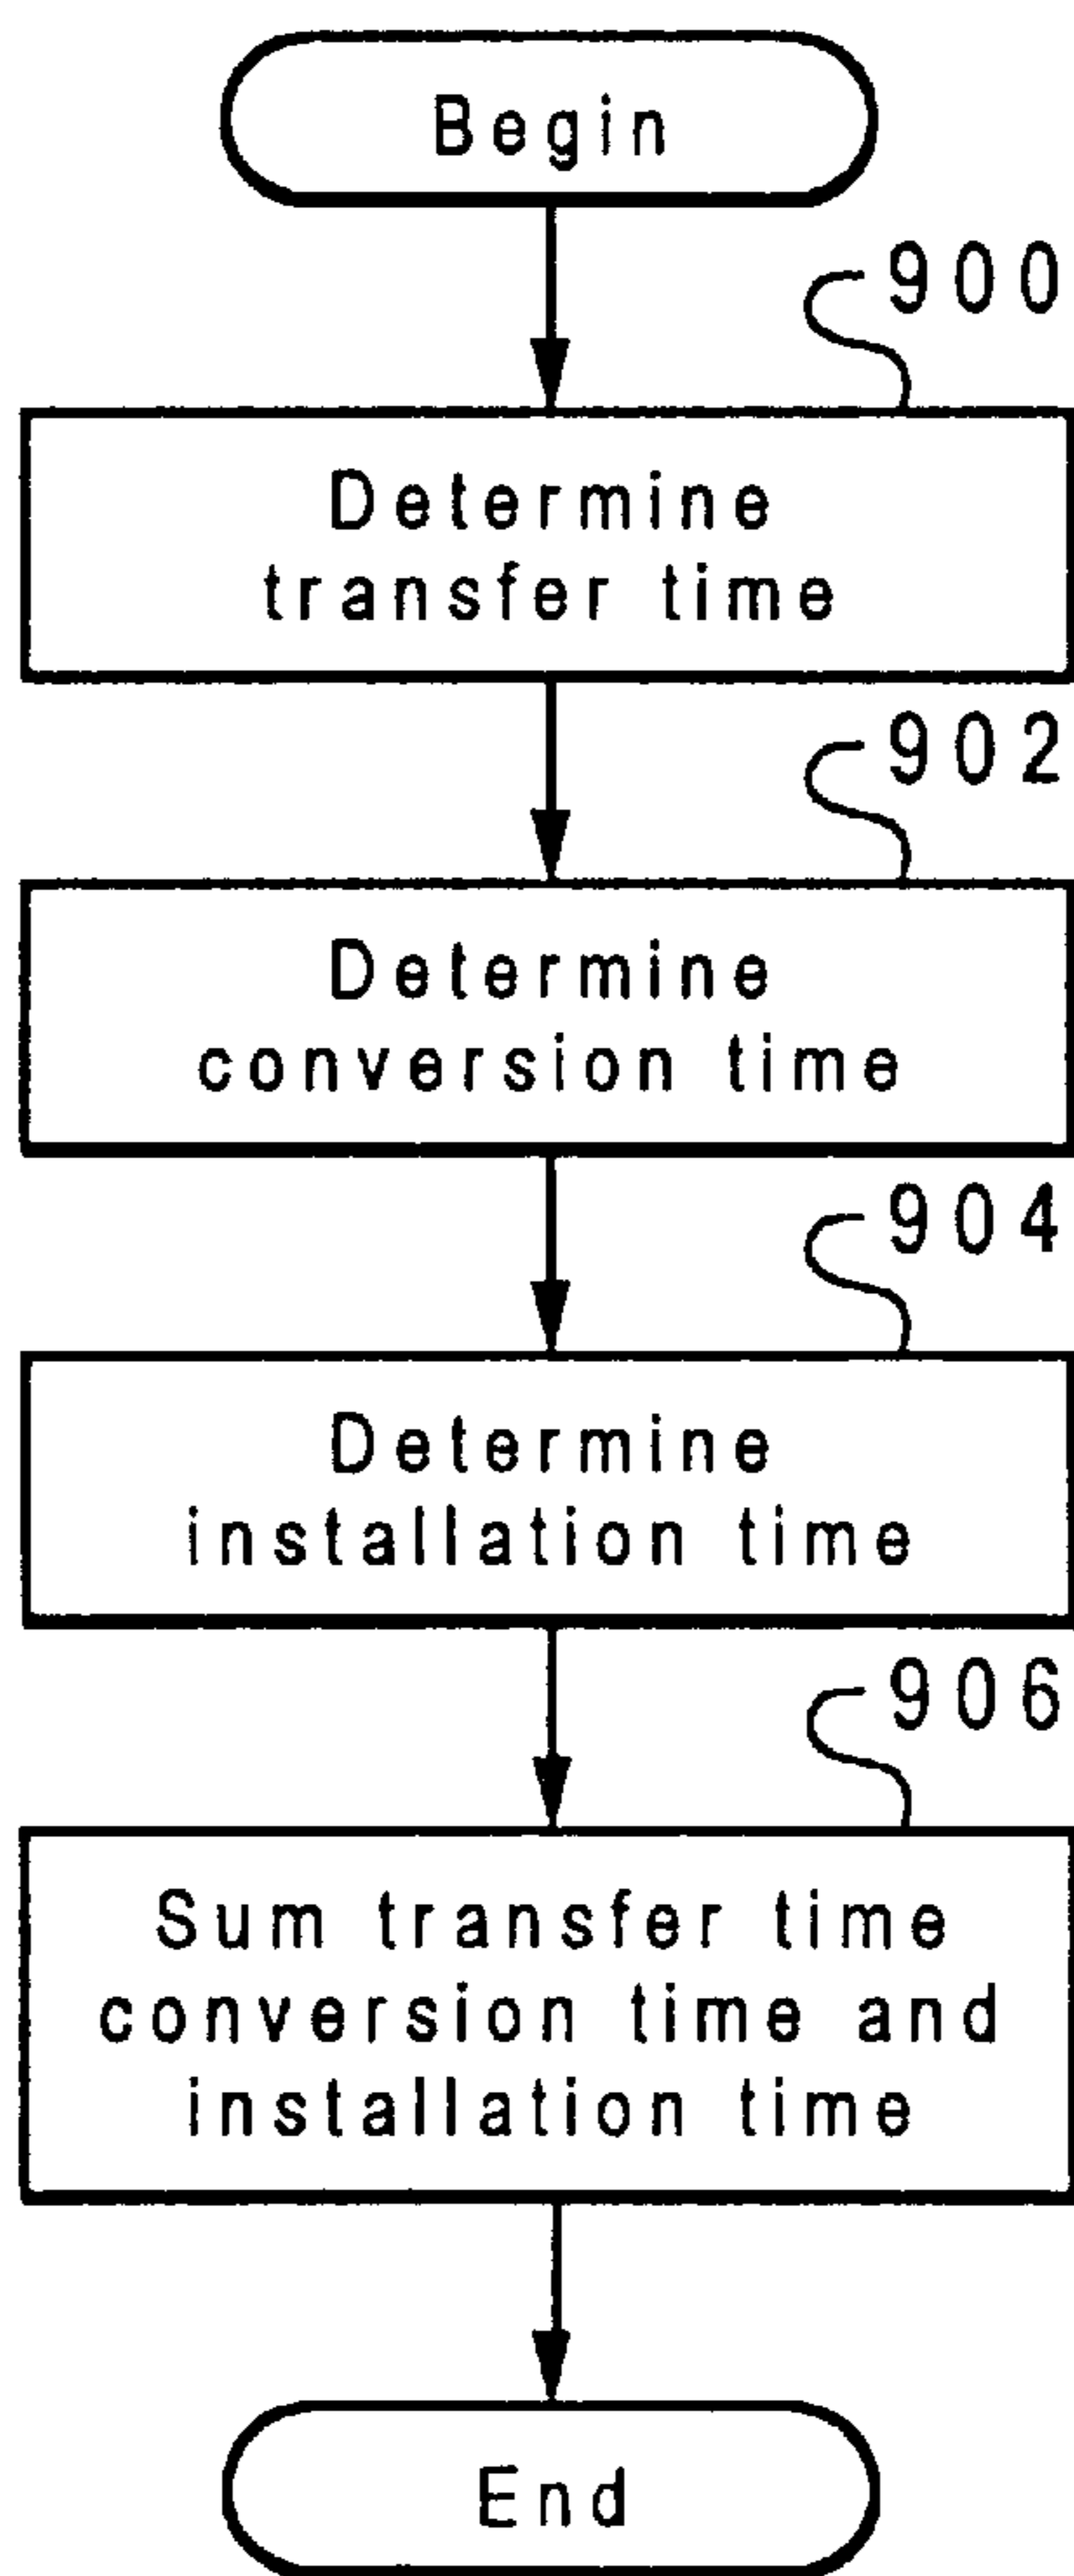 Begin
900
Determine
transfer time
902
Determine
conversion time
904
Determine
installation time
906
Sum transfer time
conversion time and
installation time
End